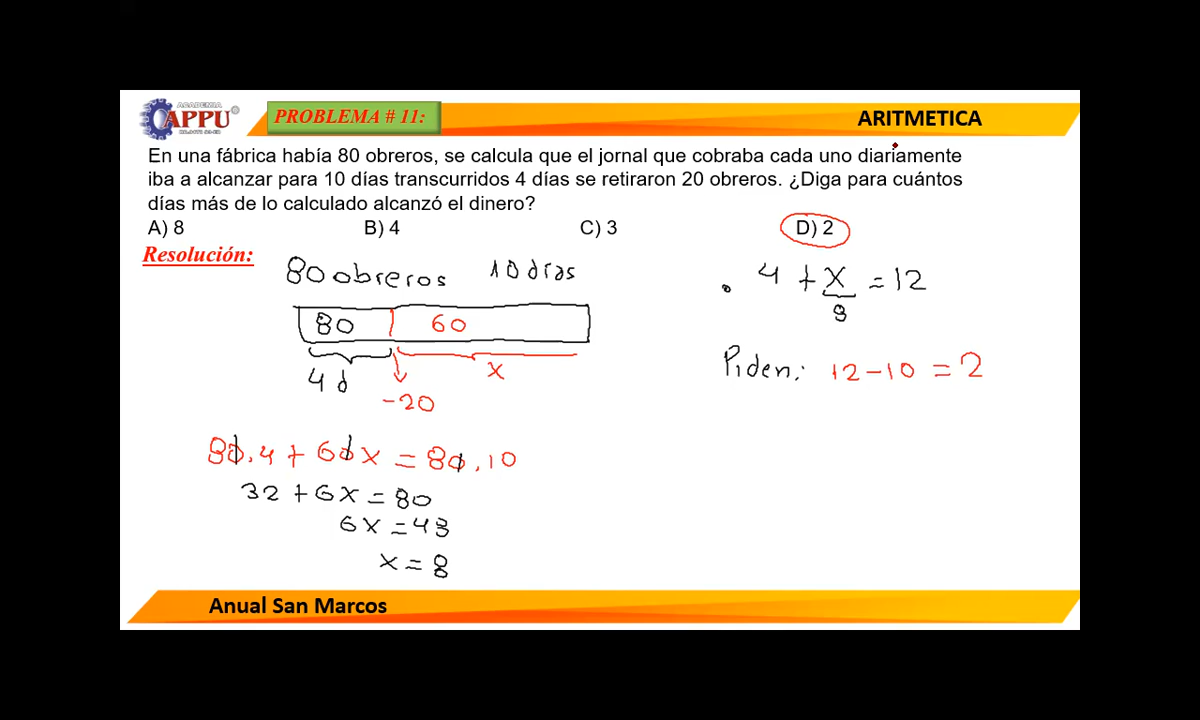 ACADEMIA
APPU
PROBLEMA # 11:
ARITMETICA
En una fábrica había 80 obreros, se calcula que el jornal que cobraba cada uno diariamente
iba a alcanzar para 10 días transcurridos 4 días se retiraron 20 obreros. ¿Diga para cuántos
días más de lo calculado alcanzó el dinero?
A) 8 B) 4 C) 3 D) 2
Resolución:
80 obreros 10 días
80 60
4 d x
-20
80.4 + 60x = 80.10
32 + 6x = 80
6x = 48
x = 8
4 + x = 12
8
Piden: 12 - 10 = 2
Anual San Marcos